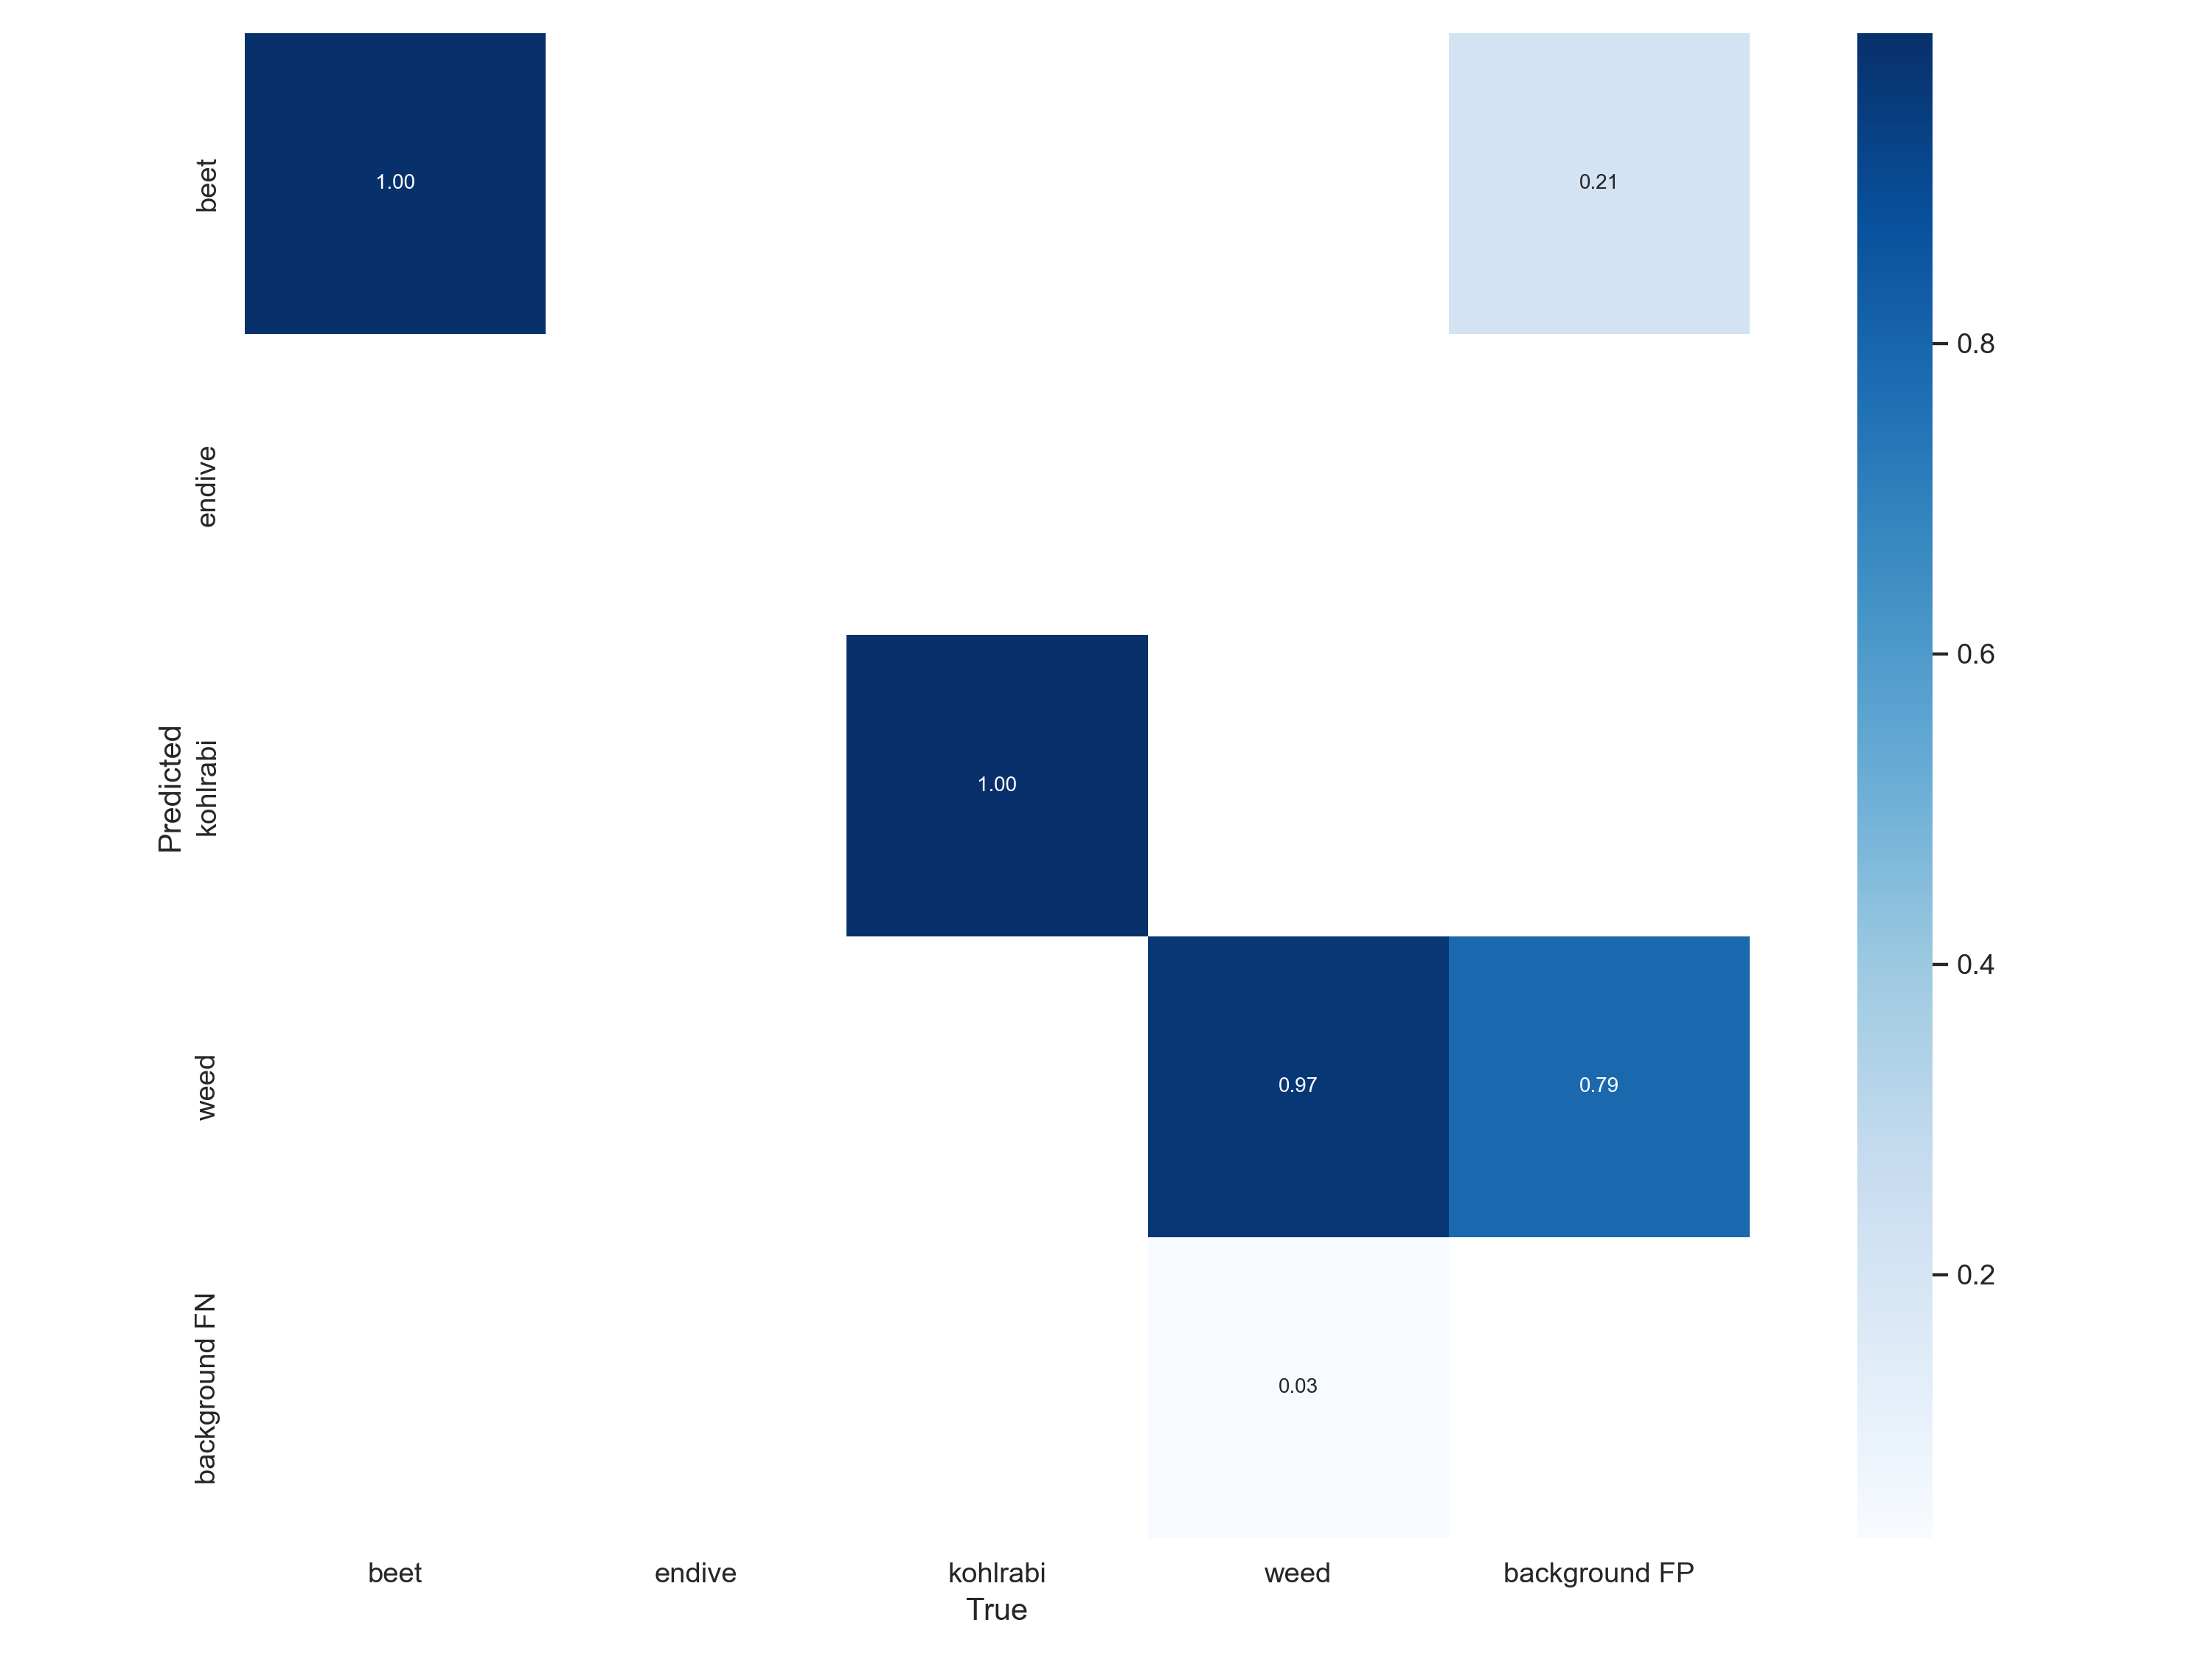 beet
1.00
0.21
0.8
endive
0.6
Predicted
kohlrabi
1.00
0.4
weed
0.97
0.79
0.2
background FN
0.03
beet endive kohlrabi weed background FP
True